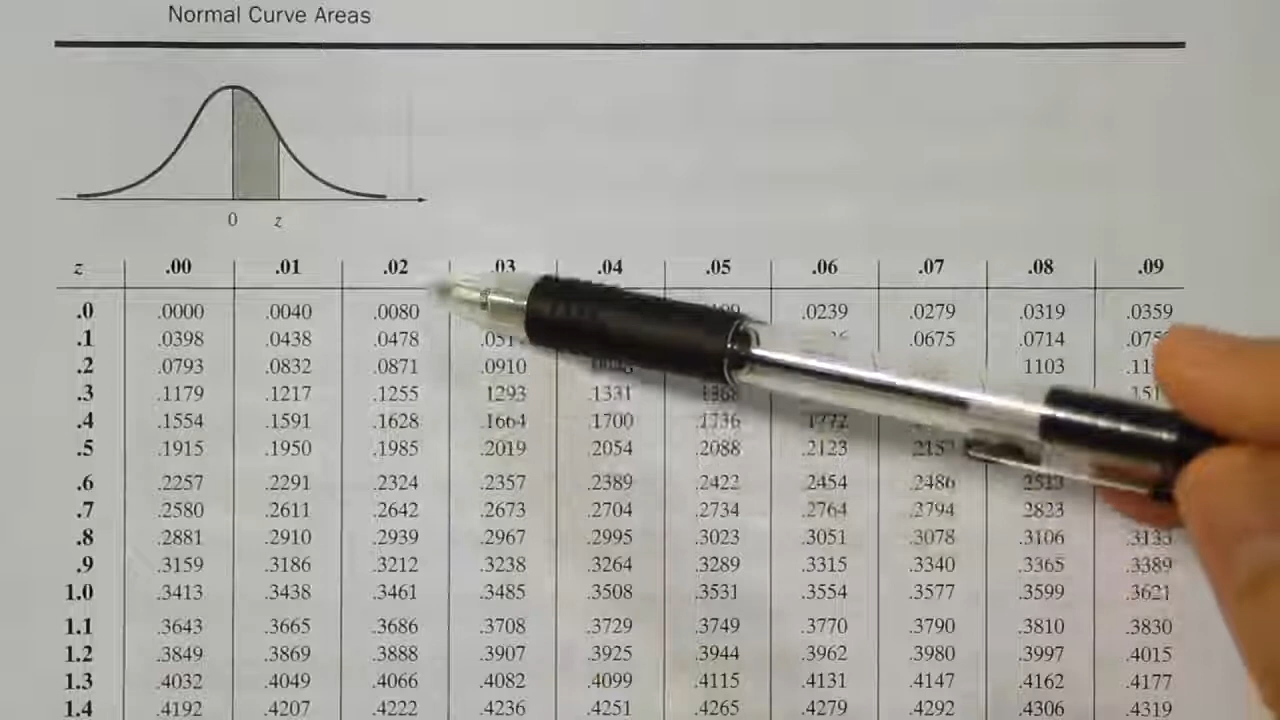 Normal Curve Areas
0 z
z .00 .01 .02 .03 .04 .05 .06 .07 .08 .09
.0 .0000 .0040 .0080 .0239 .0279 .0319 .0359
.1 .0398 .0438 .0478 .0675 .0714
.2 .0793 .0832 .0871 .0910 1103
.3 .1179 .1217 .1255 1293 .1331
.4 .1554 .1591 .1628 .1664 .1700 .1736
.5 .1915 .1950 .1985 .2019 .2054 .2088 .2123
.6 .2257 .2291 .2324 .2357 .2389 .2422 .2454 .2486
.7 .2580 .2611 .2642 .2673 .2704 .2734 .2764 .2794 .2823
.8 .2881 .2910 .2939 .2967 .2995 .3023 .3051 .3078 .3106 .3133
.9 .3159 .3186 .3212 .3238 .3264 .3289 .3315 .3340 .3365 .3389
1.0 .3413 .3438 .3461 .3485 .3508 .3531 .3554 .3577 .3599 .3621
1.1 .3643 .3665 .3686 .3708 .3729 .3749 .3770 .3790 .3810 .3830
1.2 .3849 .3869 .3888 .3907 .3925 .3944 .3962 .3980 .3997 .4015
1.3 .4032 .4049 .4066 .4082 .4099 .4115 .4131 .4147 .4162 .4177
1.4 .4192 .4207 .4222 .4236 .4251 .4265 .4279 .4292 .4306 .4319